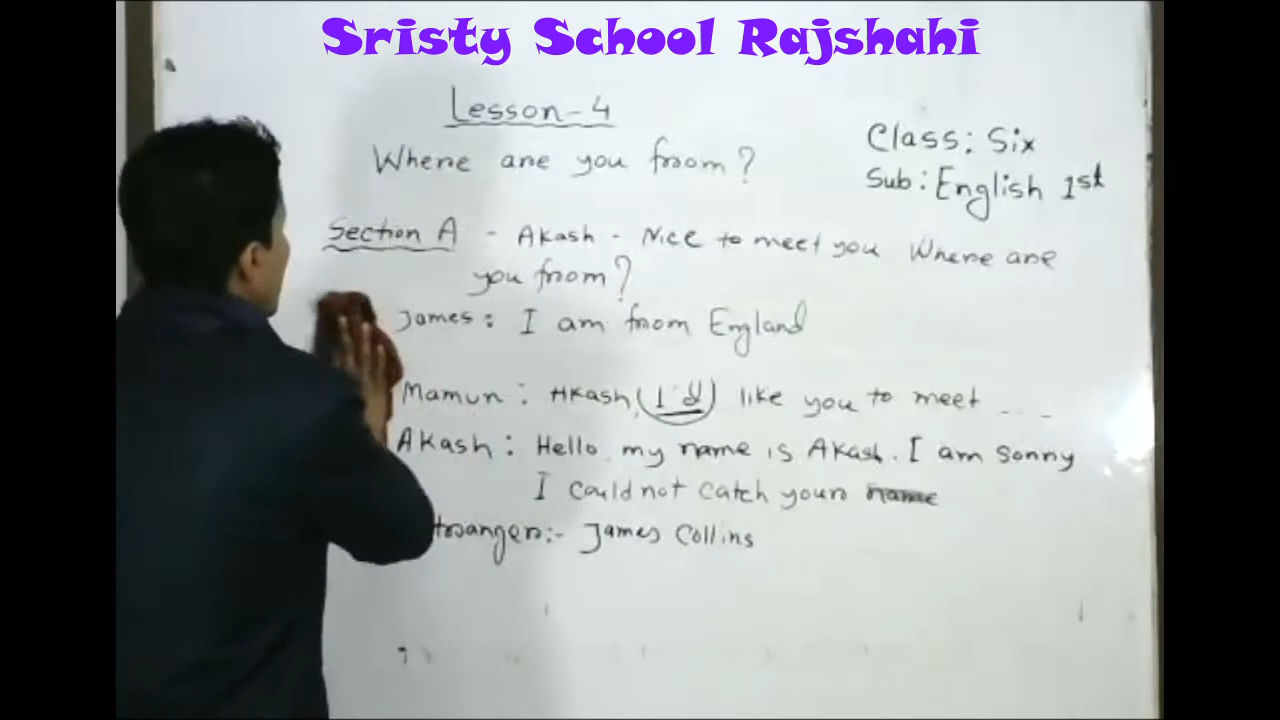 Sristy School Rajshahi
Lesson-4
Where are you from?
Class: Six
Sub: English 1st
Section A - Akash - Nice to meet you Where are
you from?
James: I am from England
Mamun: Akash, I'd like you to meet ...
Akash: Hello my name is Akash. I am sorry
I could not catch your name
tranger:- James Collins